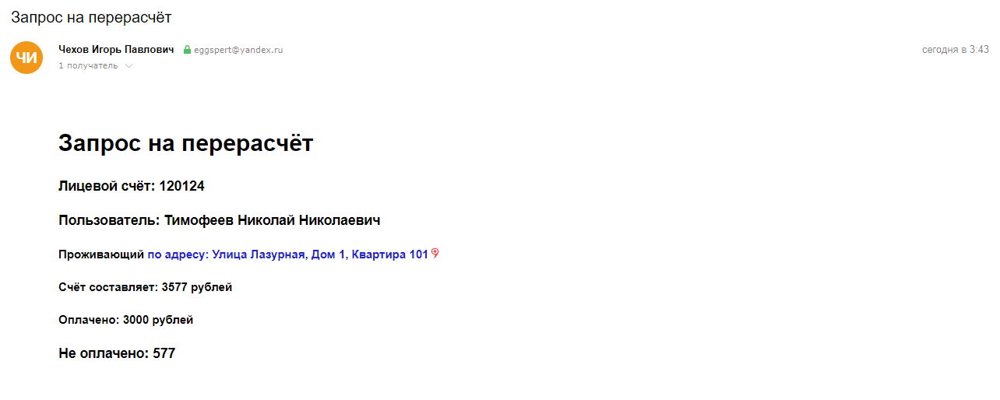 Запрос на перерасчёт
ЧИ
Чехов Игорь Павлович eggspert@yandex.ru
сегодня в 3:43
1 получатель
Запрос на перерасчёт
Лицевой счёт: 120124
Пользователь: Тимофеев Николай Николаевич
Проживающий по адресу: Улица Лазурная, Дом 1, Квартира 101
Счёт составляет: 3577 рублей
Оплачено: 3000 рублей
Не оплачено: 577